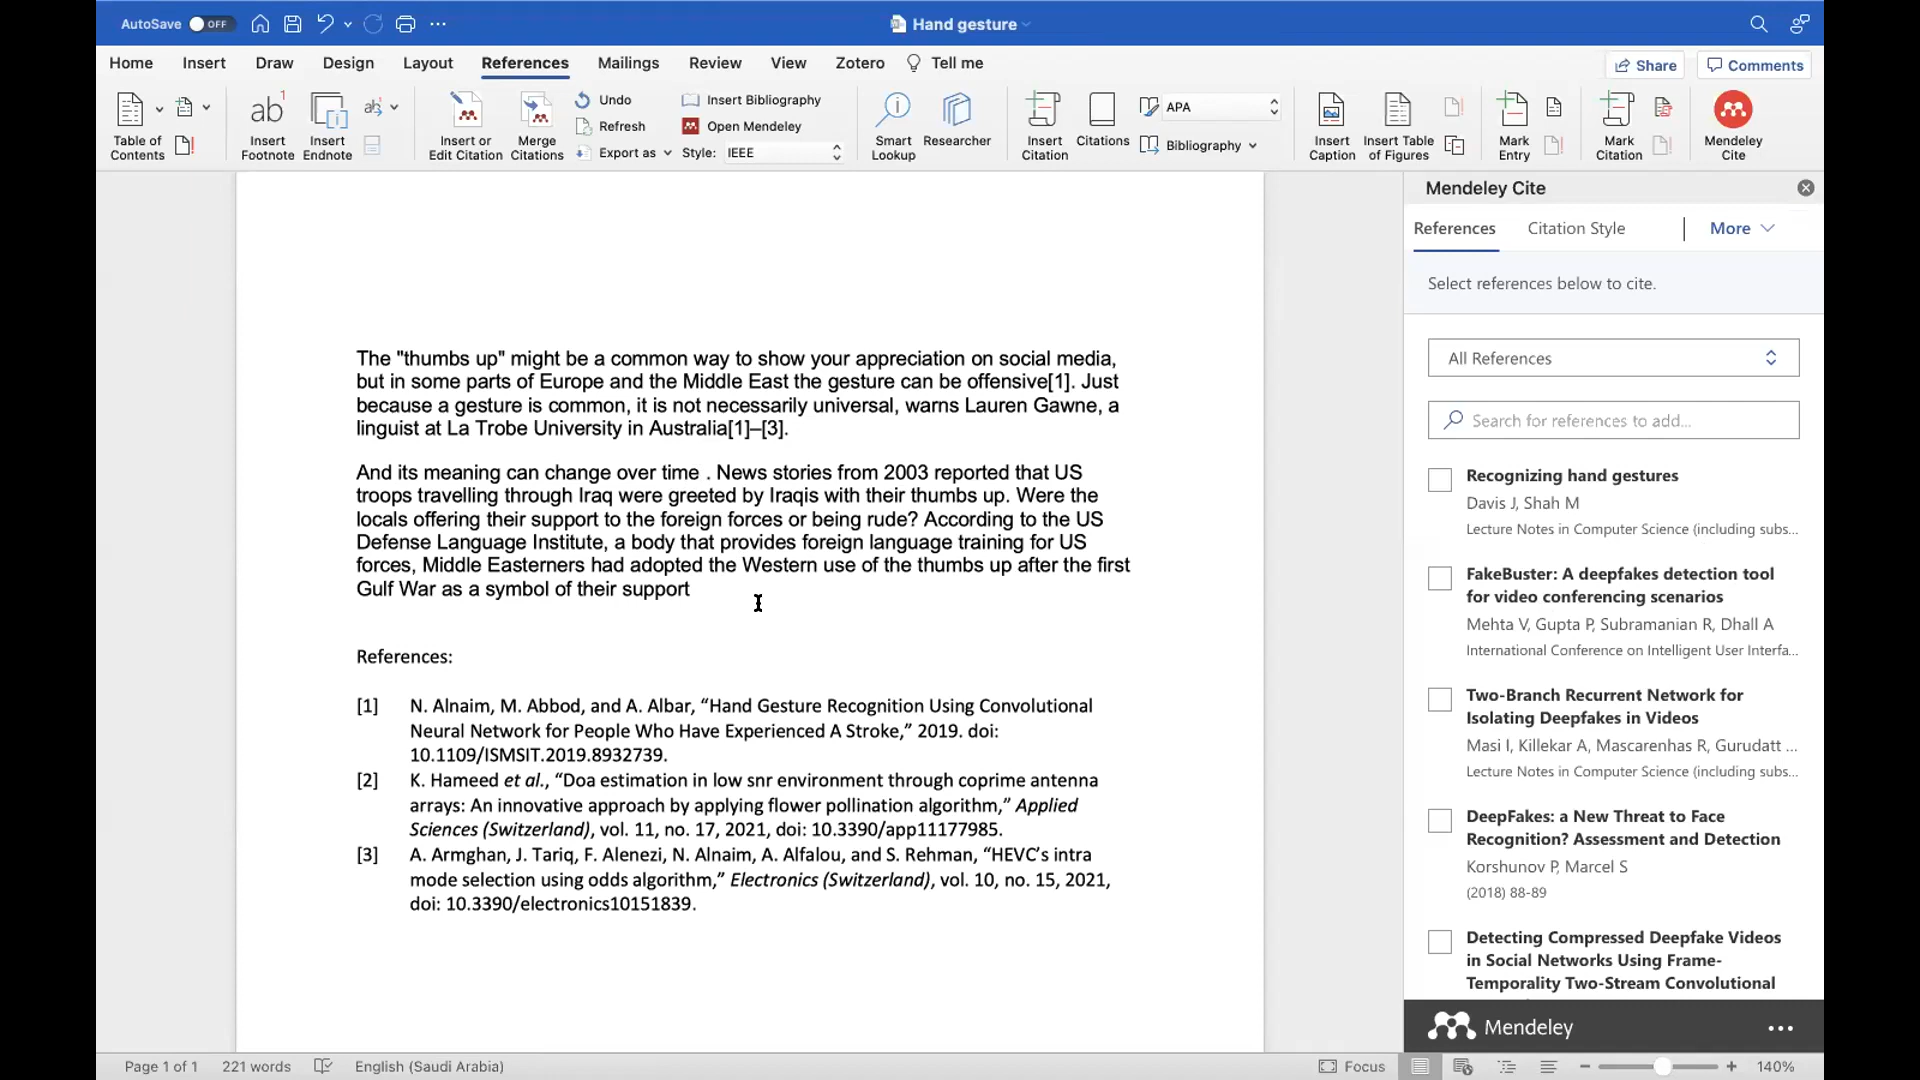 AutoSave OFF
Hand gesture
Home Insert Draw Design Layout References Mailings Review View Zotero Tell me
Share Comments
Table of Contents
Insert Footnote
Insert Endnote
Insert or Edit Citation
Merge Citations
Undo
Refresh
Export as
Insert Bibliography
Open Mendeley
Style: IEEE
Smart Lookup
Researcher
Insert Citation
Citations
APA
Bibliography
Insert Caption
Insert Table of Figures
Mark Entry
Mark Citation
Mendeley Cite
The "thumbs up" might be a common way to show your appreciation on social media,
but in some parts of Europe and the Middle East the gesture can be offensive[1]. Just
because a gesture is common, it is not necessarily universal, warns Lauren Gawne, a
linguist at La Trobe University in Australia[1]–[3].
And its meaning can change over time . News stories from 2003 reported that US
troops travelling through Iraq were greeted by Iraqis with their thumbs up. Were the
locals offering their support to the foreign forces or being rude? According to the US
Defense Language Institute, a body that provides foreign language training for US
forces, Middle Easterners had adopted the Western use of the thumbs up after the first
Gulf War as a symbol of their support
References:
[1] N. Alnaim, M. Abbod, and A. Albar, “Hand Gesture Recognition Using Convolutional
Neural Network for People Who Have Experienced A Stroke,” 2019. doi:
10.1109/ISMSIT.2019.8932739.
[2] K. Hameed et al., “Doa estimation in low snr environment through coprime antenna
arrays: An innovative approach by applying flower pollination algorithm,” Applied
Sciences (Switzerland), vol. 11, no. 17, 2021, doi: 10.3390/app11177985.
[3] A. Armghan, J. Tariq, F. Alenezi, N. Alnaim, A. Alfalou, and S. Rehman, “HEVC’s intra
mode selection using odds algorithm,” Electronics (Switzerland), vol. 10, no. 15, 2021,
doi: 10.3390/electronics10151839.
Mendeley Cite
References Citation Style More
Select references below to cite.
All References
Search for references to add...
Recognizing hand gestures
Davis J, Shah M
Lecture Notes in Computer Science (including subs...
FakeBuster: A deepfakes detection tool
for video conferencing scenarios
Mehta V, Gupta P, Subramanian R, Dhall A
International Conference on Intelligent User Interfa...
Two-Branch Recurrent Network for
Isolating Deepfakes in Videos
Masi I, Killekar A, Mascarenhas R, Gurudatt ...
Lecture Notes in Computer Science (including subs...
DeepFakes: a New Threat to Face
Recognition? Assessment and Detection
Korshunov P, Marcel S
(2018) 88-89
Detecting Compressed Deepfake Videos
in Social Networks Using Frame-
Temporality Two-Stream Convolutional
Mendeley
Page 1 of 1 221 words English (Saudi Arabia) Focus 140%